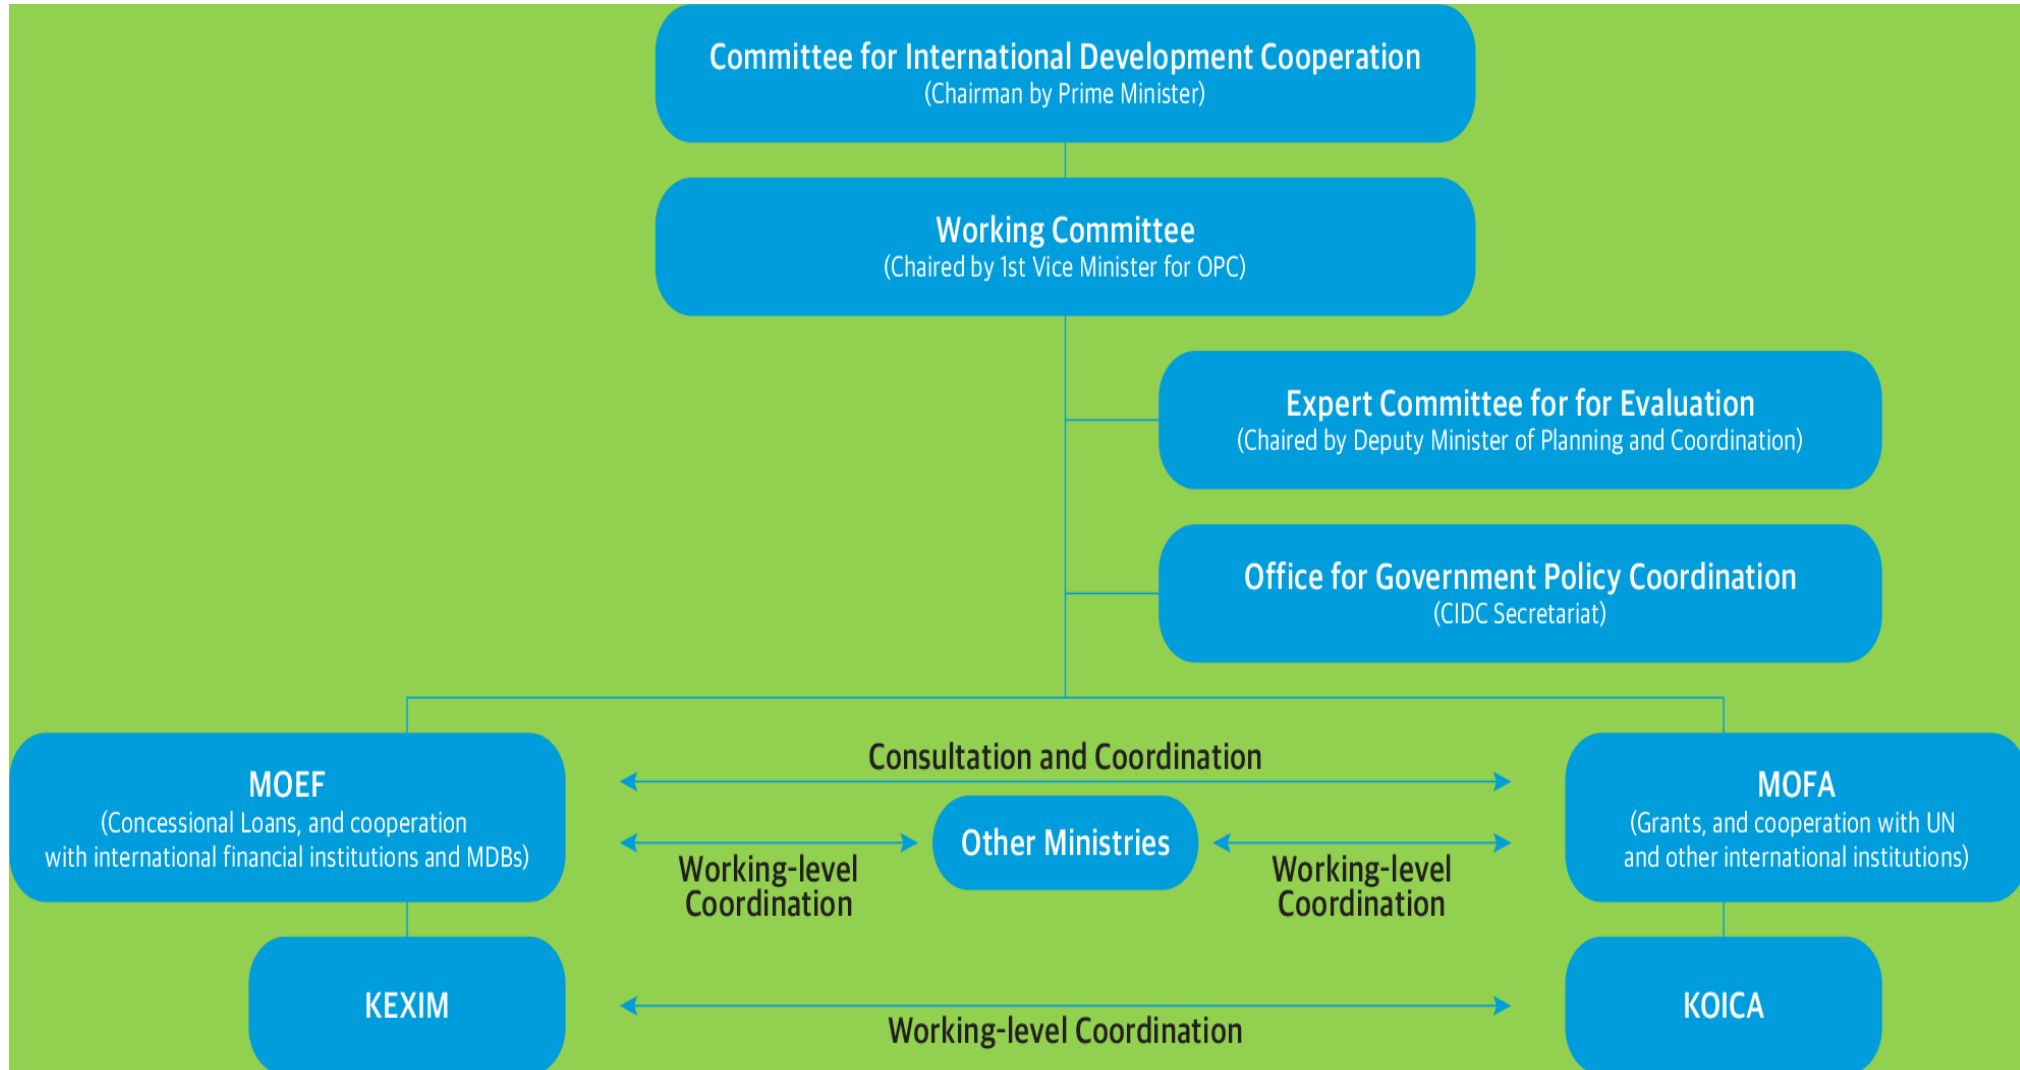 Committee for International Development Cooperation
(Chairman by Prime Minister)
Working Committee
(Chaired by 1st Vice Minister for OPC)
Expert Committee for for Evaluation
(Chaired by Deputy Minister of Planning and Coordination)
Office for Government Policy Coordination
(CIDC Secretariat)
MOEF
(Concessional Loans, and cooperation
with international financial institutions and MDBs)
Consultation and Coordination
Other Ministries
Working-level
Coordination
Working-level
Coordination
MOFA
(Grants, and cooperation with UN
and other international institutions)
KEXIM
Working-level Coordination
KOICA